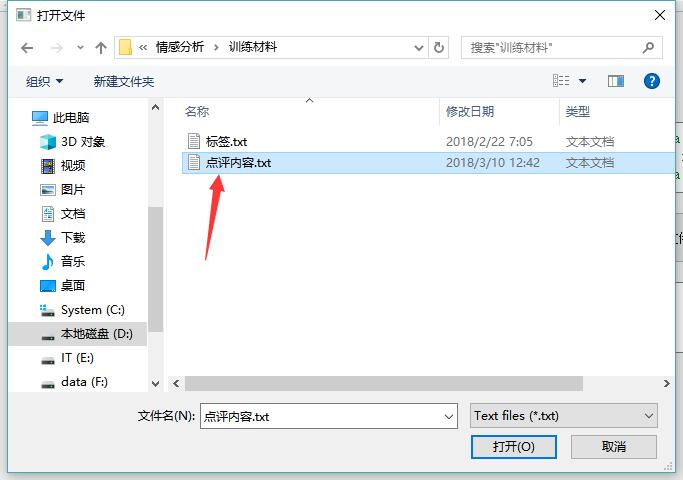 打开文件
« 情感分析 › 训练材料
搜索"训练材料"
组织
新建文件夹
名称 修改日期 类型
标签.txt 2018/2/22 7:05 文本文档
点评内容.txt 2018/3/10 12:42 文本文档
此电脑
3D 对象
视频
图片
文档
下载
音乐
桌面
System (C:)
本地磁盘 (D:)
IT (E:)
data (F:)
文件名(N): 点评内容.txt
Text files (*.txt)
打开(O)
取消